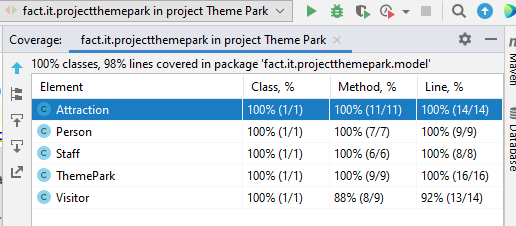 fact.it.projectthemepark in project Theme Park
Coverage: fact.it.projectthemepark in project Theme Park
100% classes, 98% lines covered in package 'fact.it.projectthemepark.model'
Element Class, % Method, % Line, %
C Attraction 100% (1/1) 100% (11/11) 100% (14/14)
C Person 100% (1/1) 100% (7/7) 100% (9/9)
C Staff 100% (1/1) 100% (6/6) 100% (8/8)
C ThemePark 100% (1/1) 100% (9/9) 100% (16/16)
C Visitor 100% (1/1) 88% (8/9) 92% (13/14)
Maven
Database